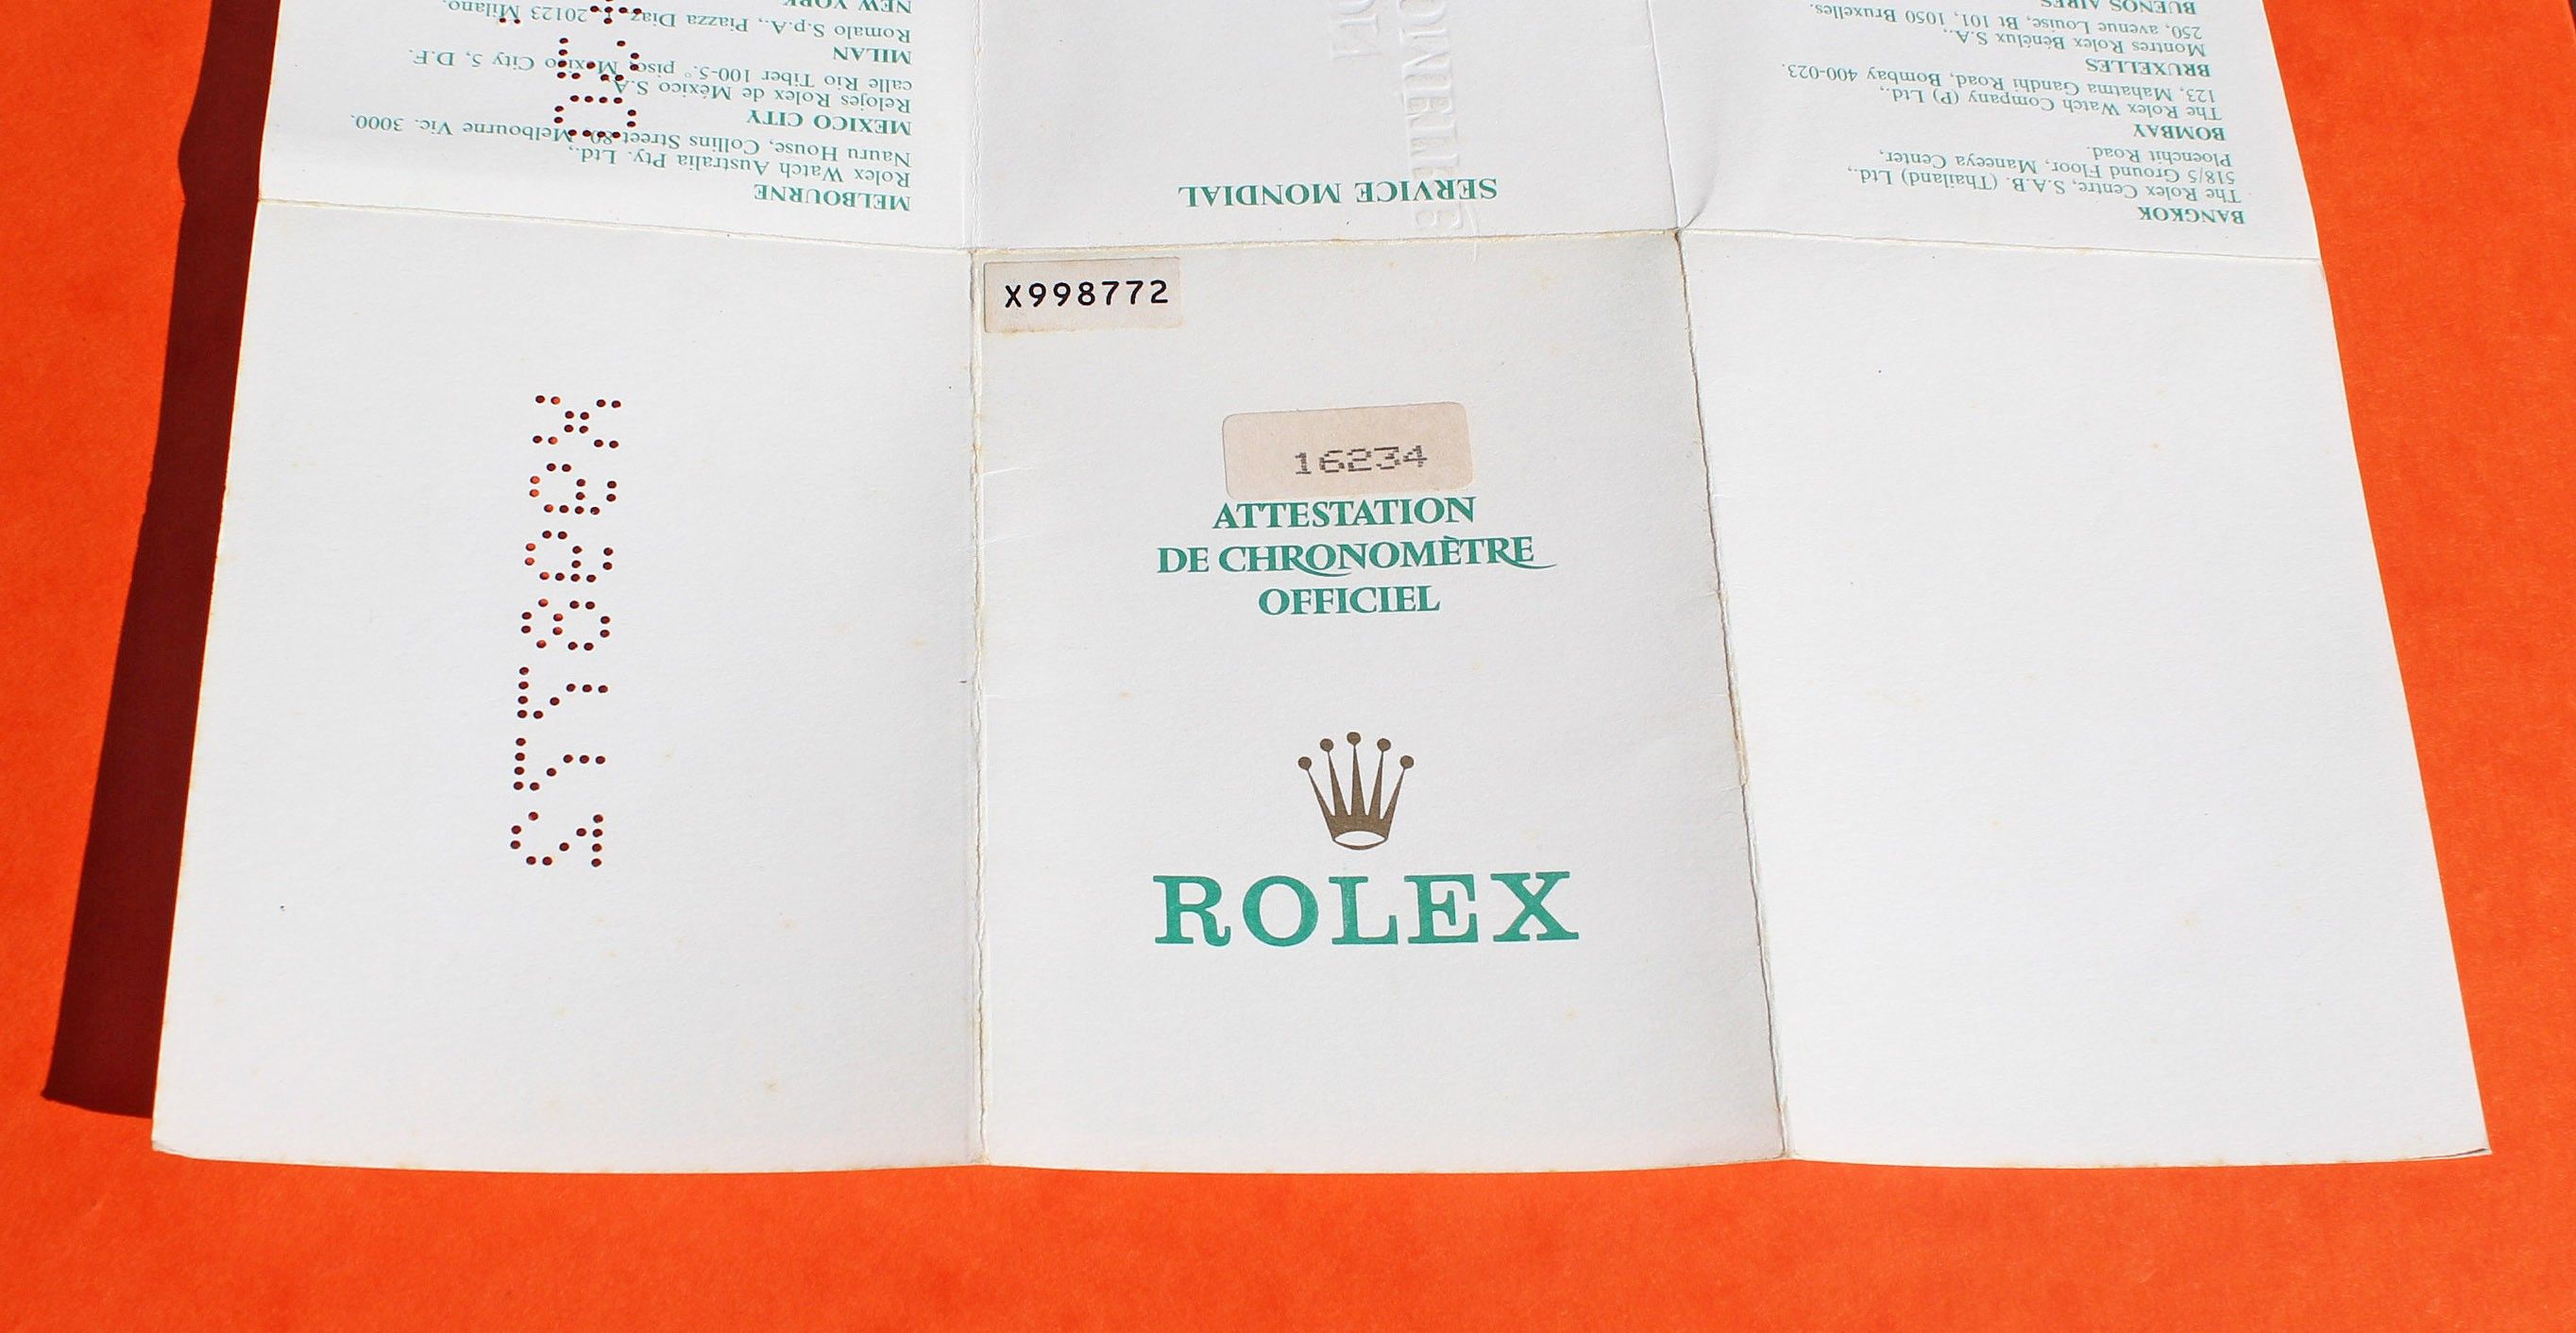 X998772
16234
ATTESTATION
DE CHRONOMÈTRE
OFFICIEL
ROLEX
X998772
SERVICE MONDIAL
BANGKOK
The Rolex Centre, S.A.B. (Thailand) Ltd.,
518/5 Ground Floor, Maneeya Center,
Ploenchit Road.
BOMBAY
The Rolex Watch Company (P) Ltd.,
123, Mahatma Gandhi Road, Bombay 400-023.
BRUXELLES
Montres Rolex Bénélux S.A.,
250, avenue Louise, Bt 101, 1050 Bruxelles.
BUENOS AIRES
MELBOURNE
Rolex Watch Australia Pty. Ltd.,
Nauru House, Collins Street 80, Melbourne Vic. 3000.
MEXICO CITY
Relojes Rolex de México S.A.
calle Rio Tiber 100-5.° piso, Mexico City 5, D.F.
MILAN
Romalo S.p.A., Piazza Diaz 20123 Milano.
NEW YORK